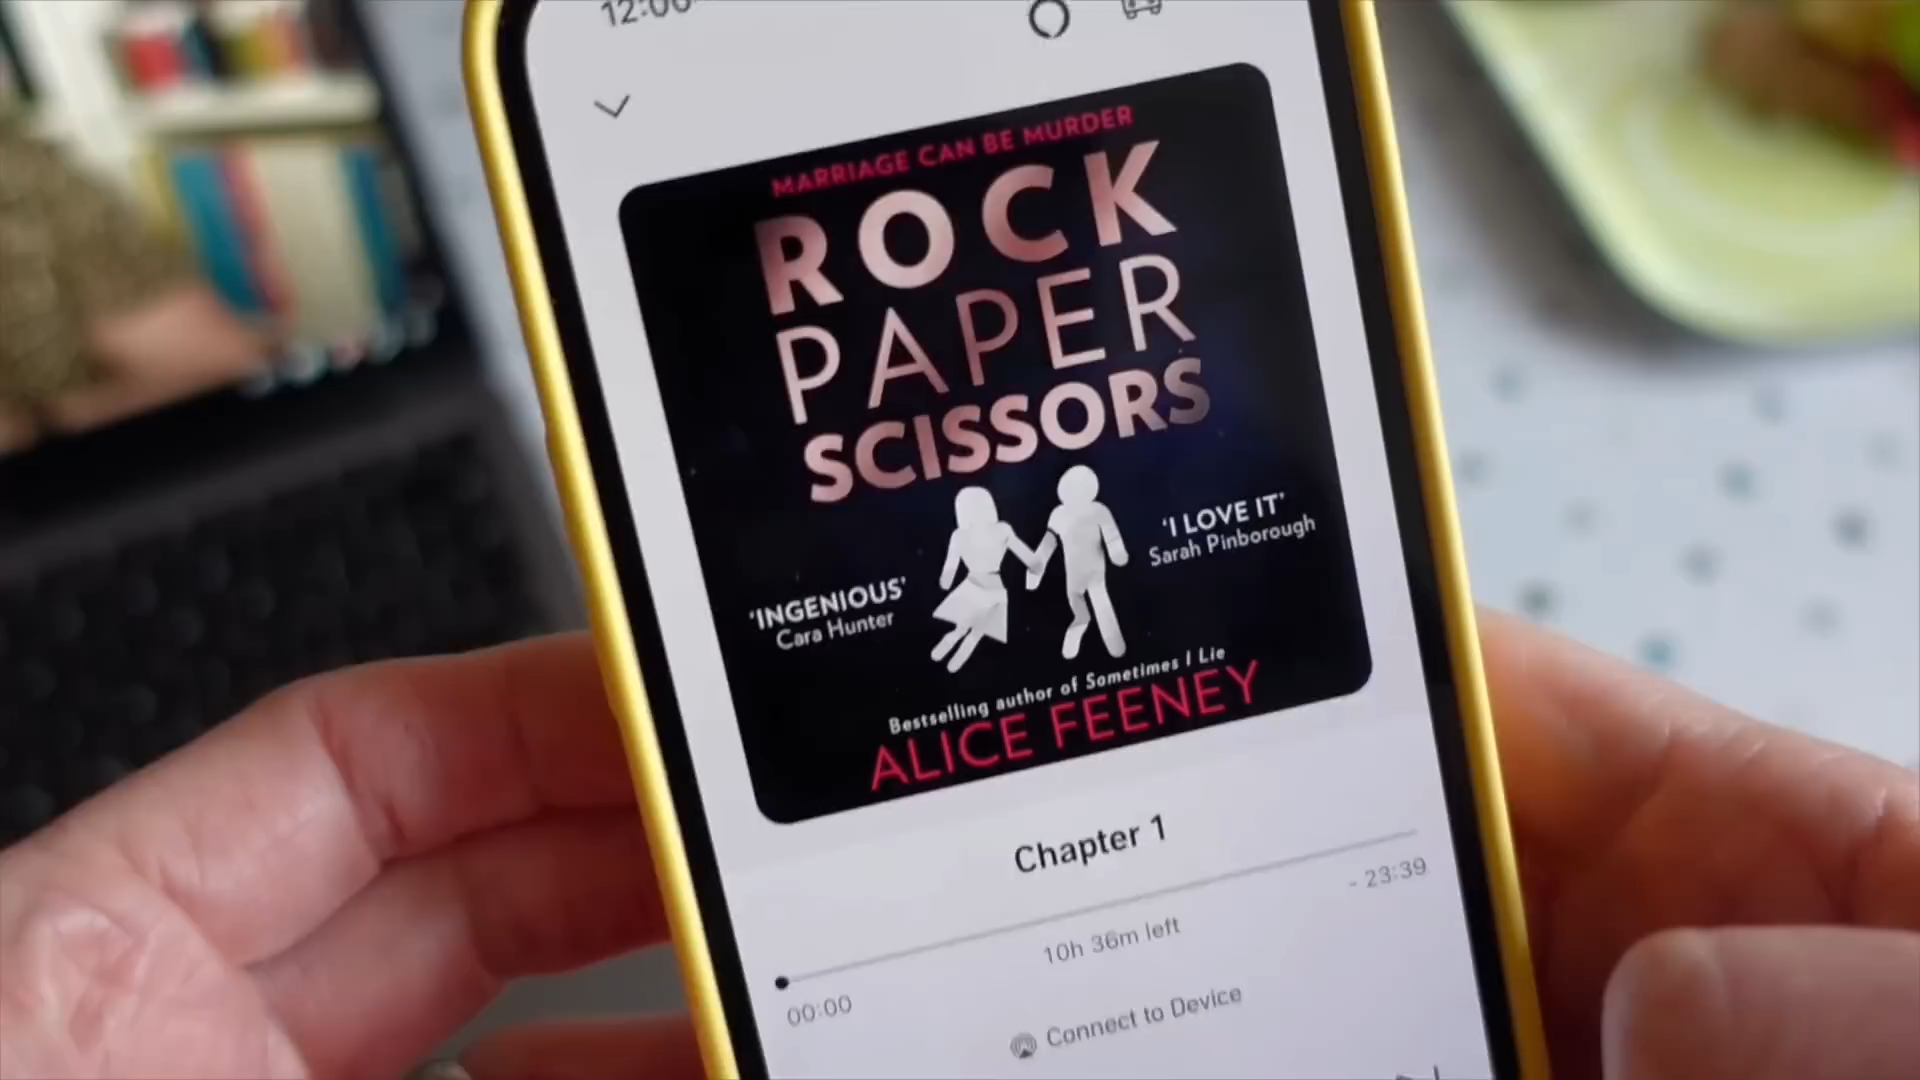 12:00
MARRIAGE CAN BE MURDER
ROCK
PAPER
SCISSORS
'I LOVE IT'
Sarah Pinborough
'INGENIOUS'
Cara Hunter
Bestselling author of Sometimes I Lie
ALICE FEENEY
Chapter 1
00:00
10h 36m left
- 23:39
Connect to Device